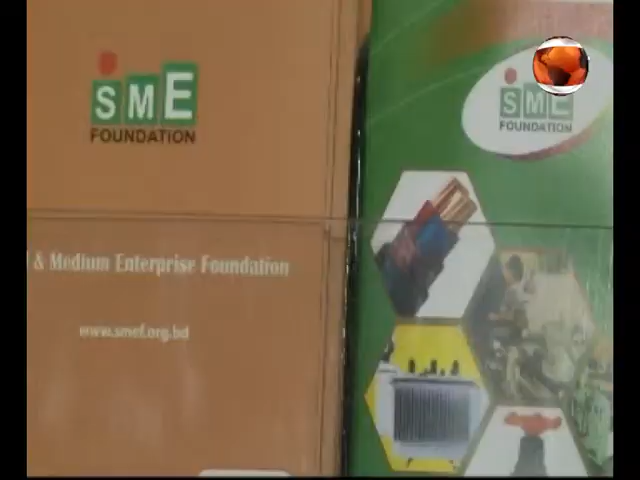 SME
FOUNDATION
& Medium Enterprise Foundation
www.smef.org.bd
SME
FOUNDATION